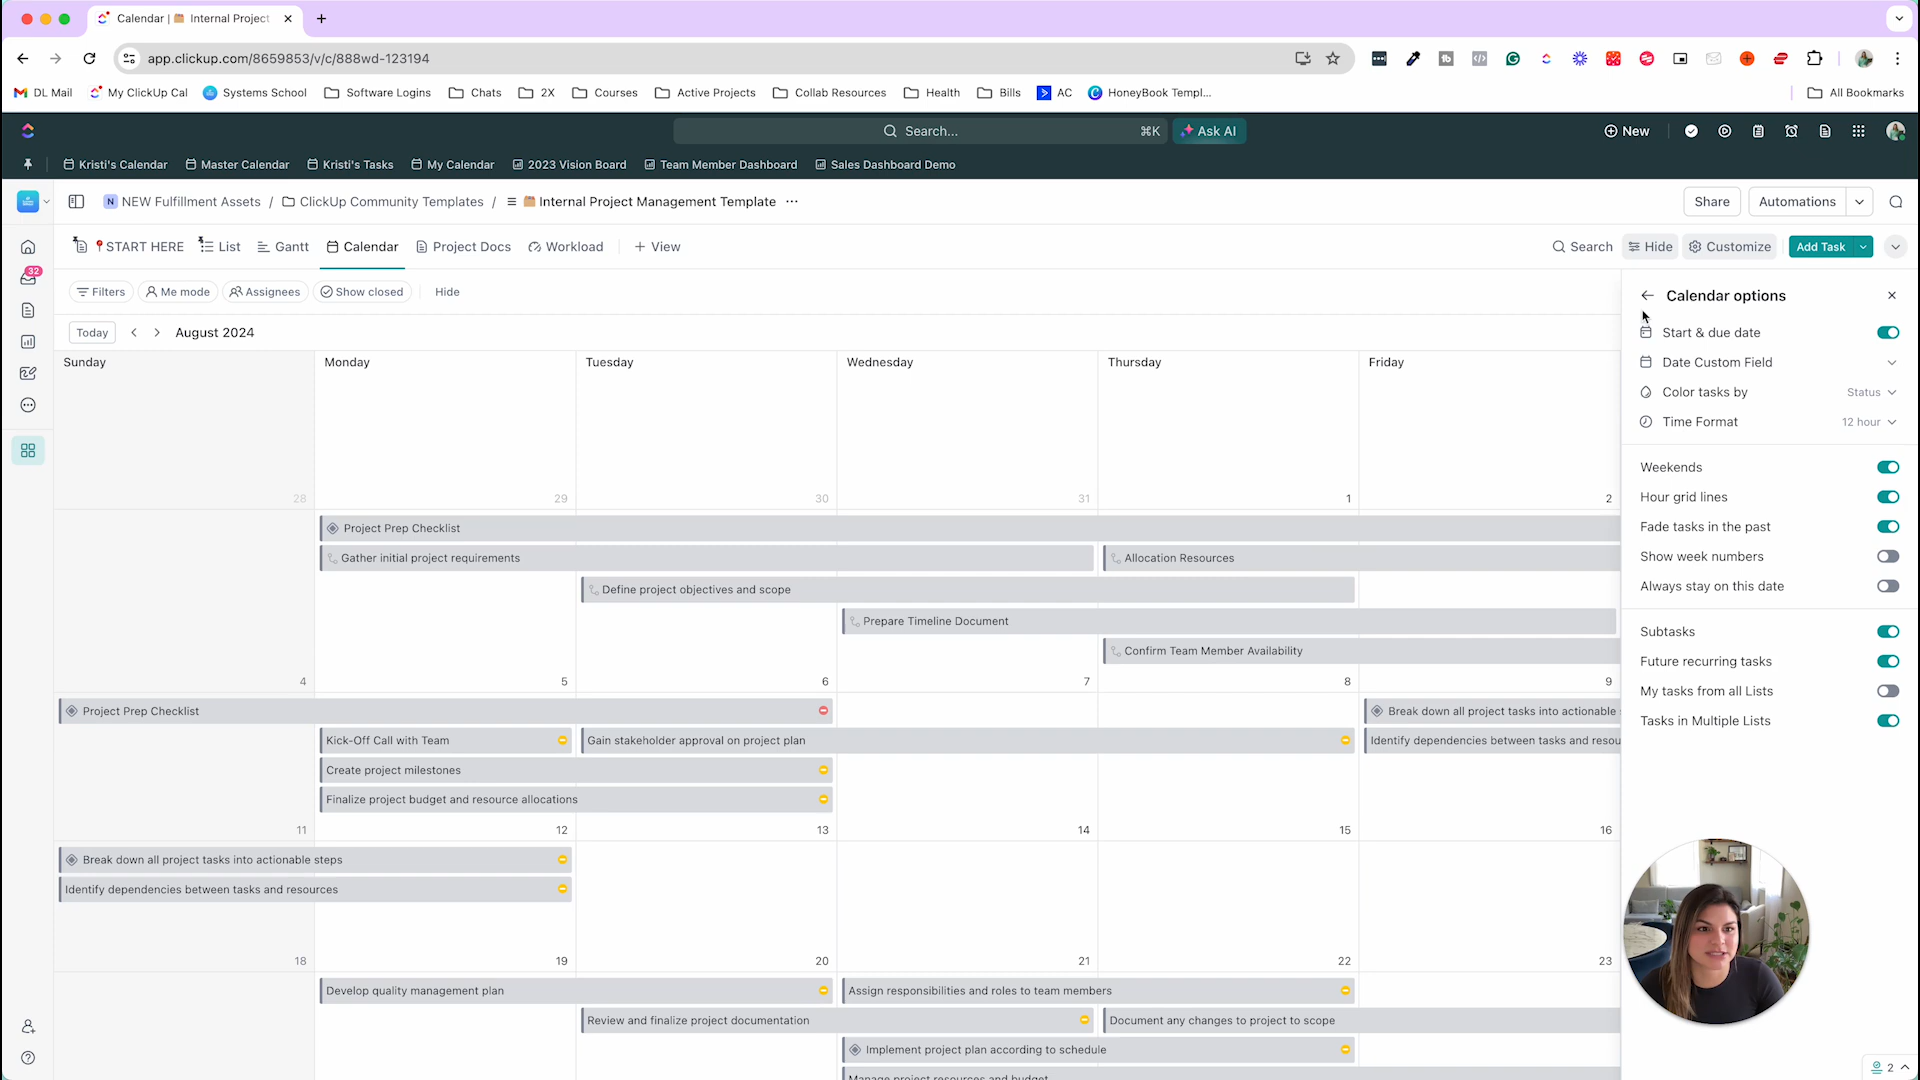 Calendar | Internal Project
app.clickup.com/8659853/v/c/888wd-123194
DL Mail My ClickUp Cal Systems School Software Logins Chats 2X Courses Active Projects Collab Resources Health Bills AC HoneyBook Templ... All Bookmarks
Search... ⌘K Ask AI New
Kristi's Calendar Master Calendar Kristi's Tasks My Calendar 2023 Vision Board Team Member Dashboard Sales Dashboard Demo
N NEW Fulfillment Assets / ClickUp Community Templates / Internal Project Management Template ... Share Automations
START HERE List Gantt Calendar Project Docs Workload + View Search Hide Customize Add Task
32
Filters Me mode Assignees Show closed Hide
Today August 2024
Sunday Monday Tuesday Wednesday Thursday Friday
28 29 30 31 1 2
Project Prep Checklist
Gather initial project requirements Allocation Resources
Define project objectives and scope
Prepare Timeline Document
Confirm Team Member Availability
4 5 6 7 8 9
Project Prep Checklist Break down all project tasks into actionable
Kick-Off Call with Team Gain stakeholder approval on project plan Identify dependencies between tasks and resou
Create project milestones
Finalize project budget and resource allocations
11 12 13 14 15 16
Break down all project tasks into actionable steps
Identify dependencies between tasks and resources
18 19 20 21 22 23
Develop quality management plan Assign responsibilities and roles to team members
Review and finalize project documentation Document any changes to project to scope
Implement project plan according to schedule
Manage project resources and budget
Calendar options
Start & due date
Date Custom Field
Color tasks by Status
Time Format 12 hour
Weekends
Hour grid lines
Fade tasks in the past
Show week numbers
Always stay on this date
Subtasks
Future recurring tasks
My tasks from all Lists
Tasks in Multiple Lists
2